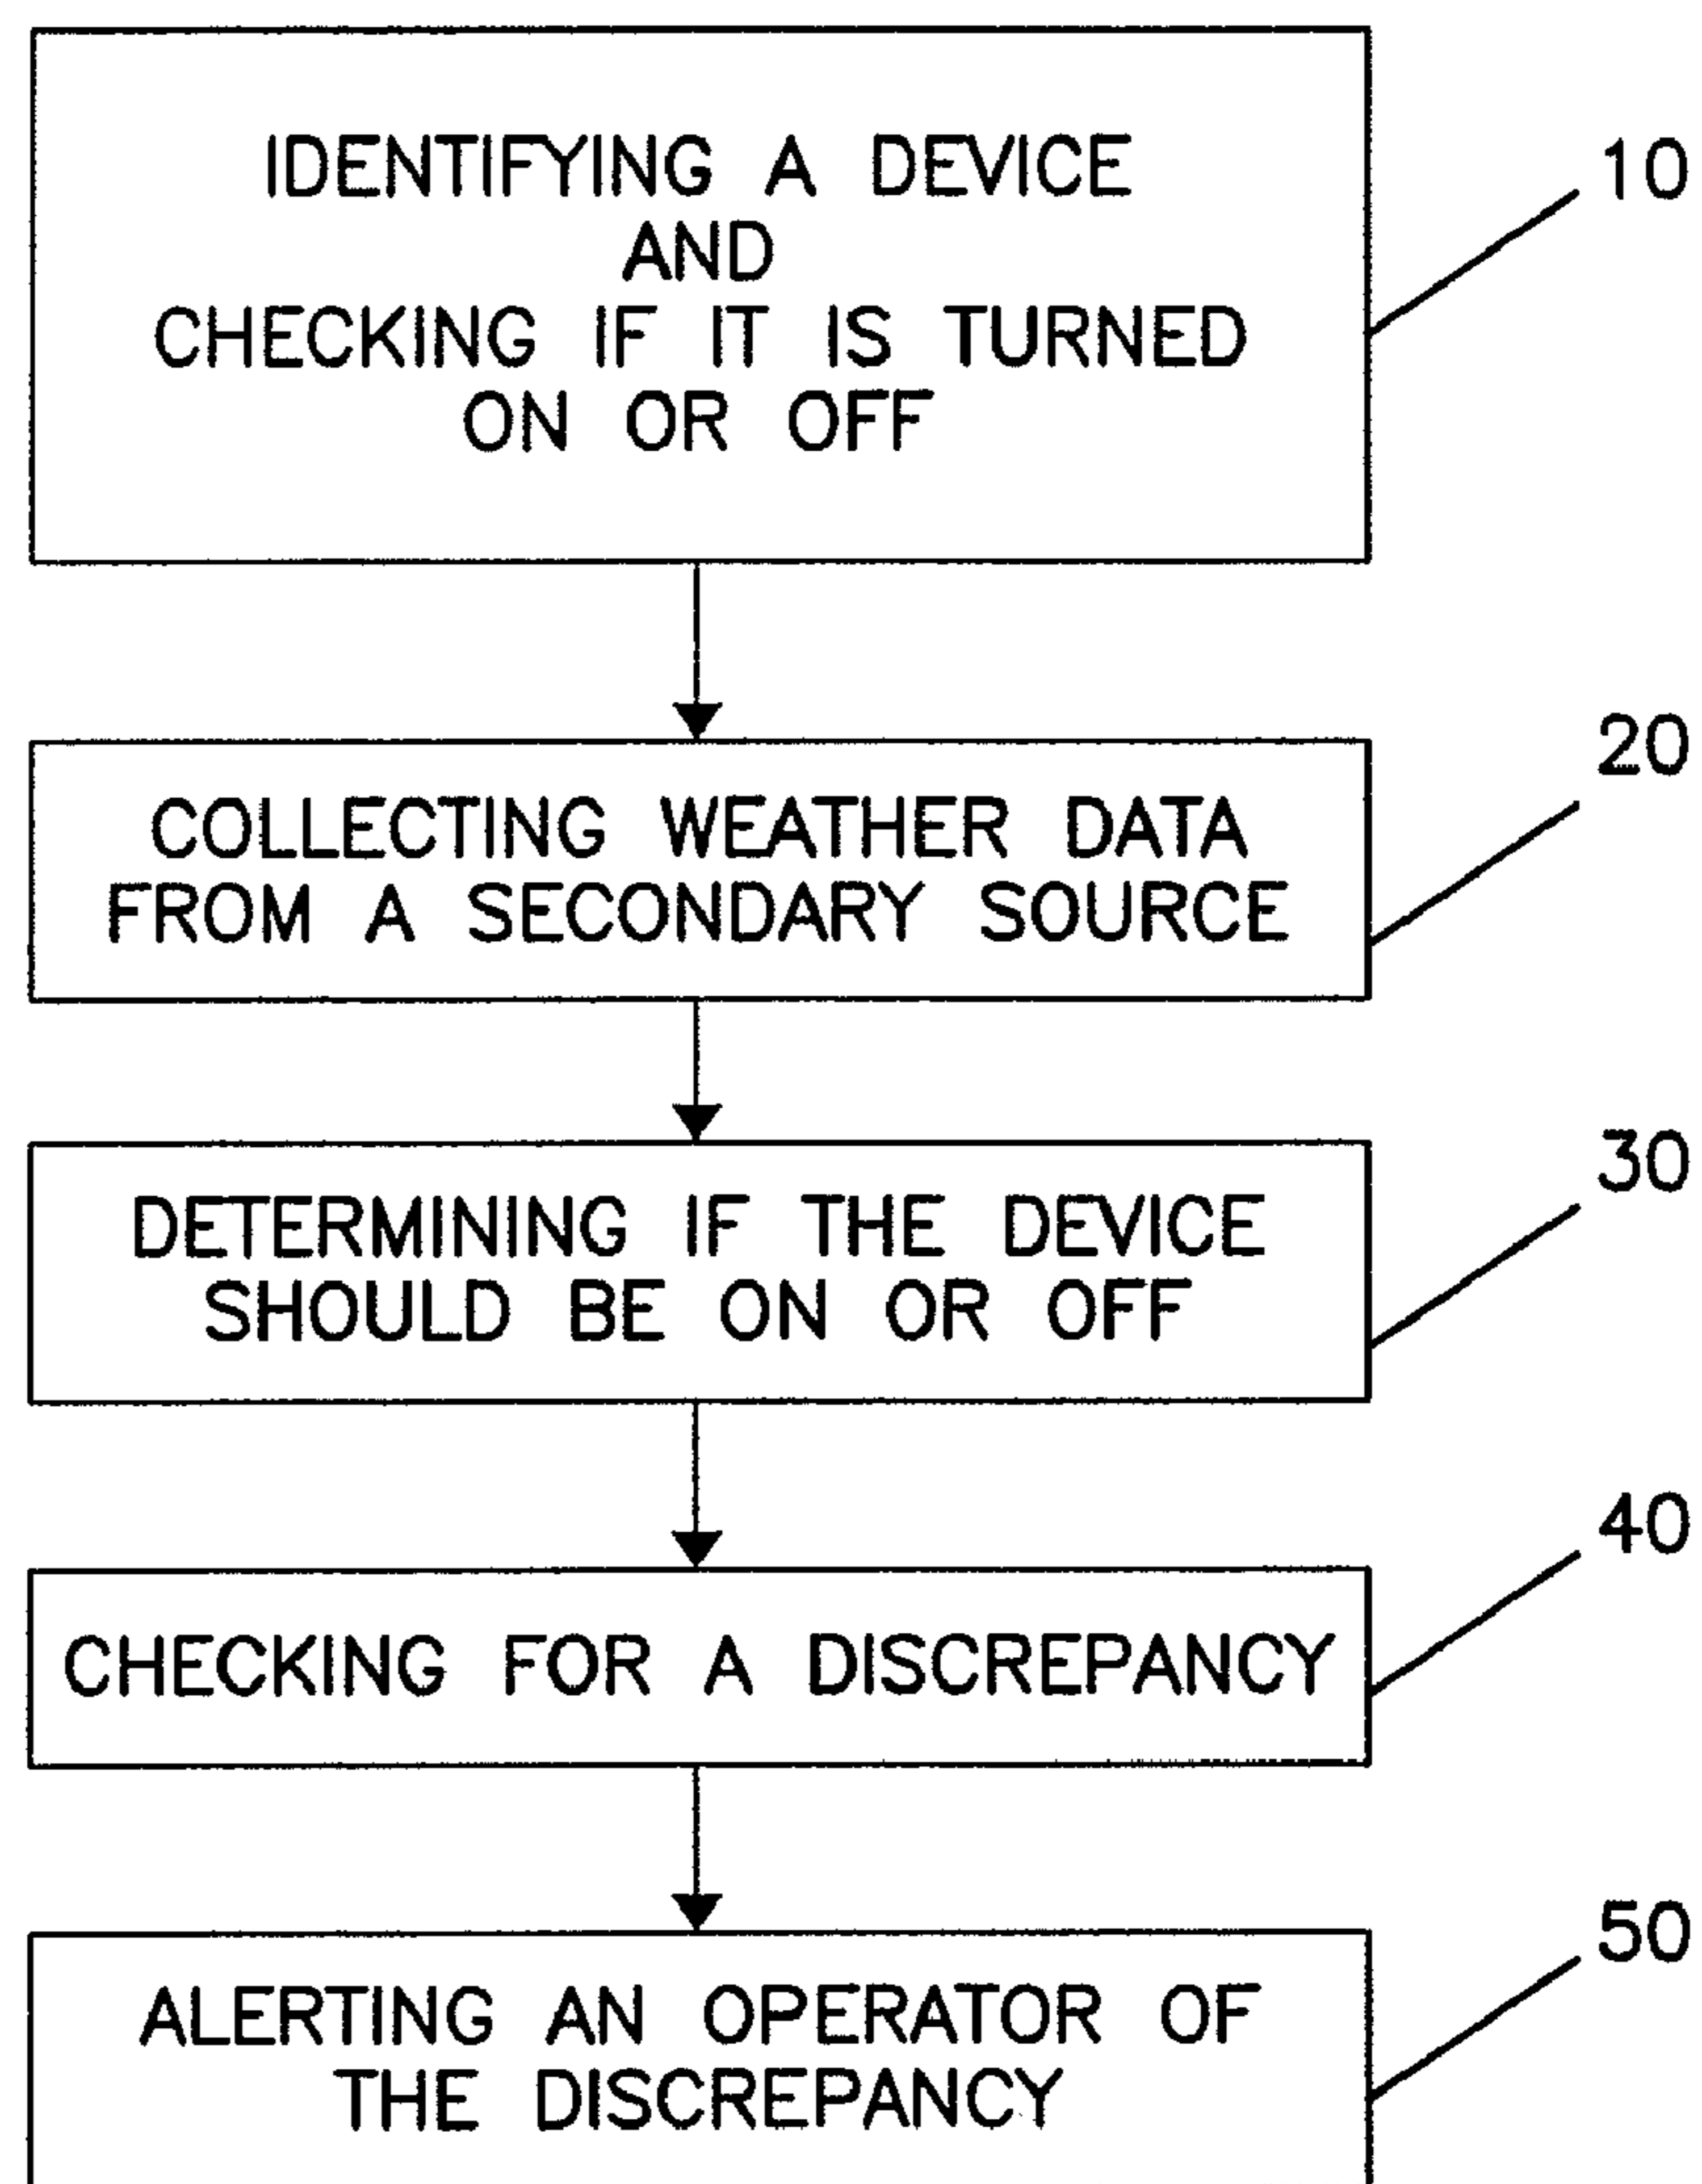 IDENTIFYING A DEVICE
AND
CHECKING IF IT IS TURNED
ON OR OFF
10
COLLECTING WEATHER DATA
FROM A SECONDARY SOURCE
20
DETERMINING IF THE DEVICE
SHOULD BE ON OR OFF
30
CHECKING FOR A DISCREPANCY
40
ALERTING AN OPERATOR OF
THE DISCREPANCY
50